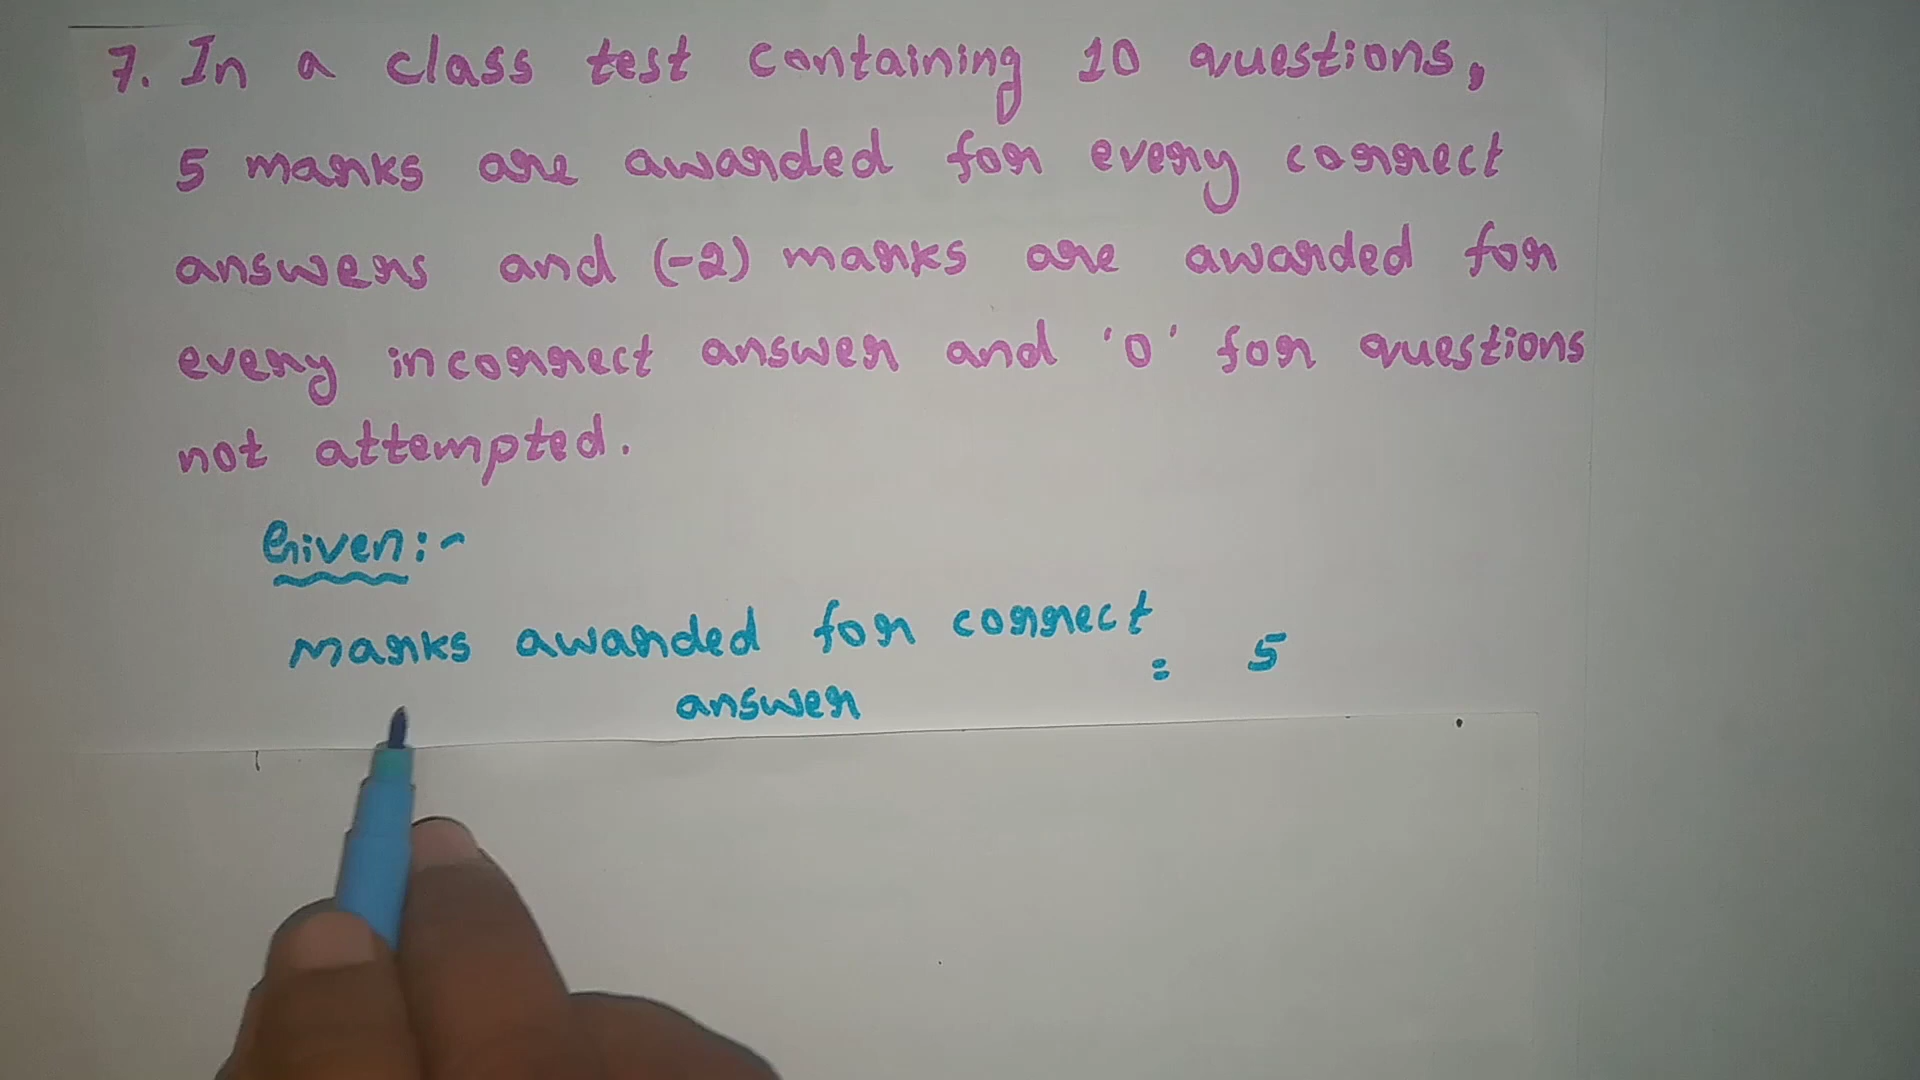 7. In a class test containing 10 questions,
5 marks are awarded for every correct
answers and (-2) marks are awarded for
every incorrect answer and '0' for questions
not attempted.
Given:-
marks awarded for correct
answer = 5